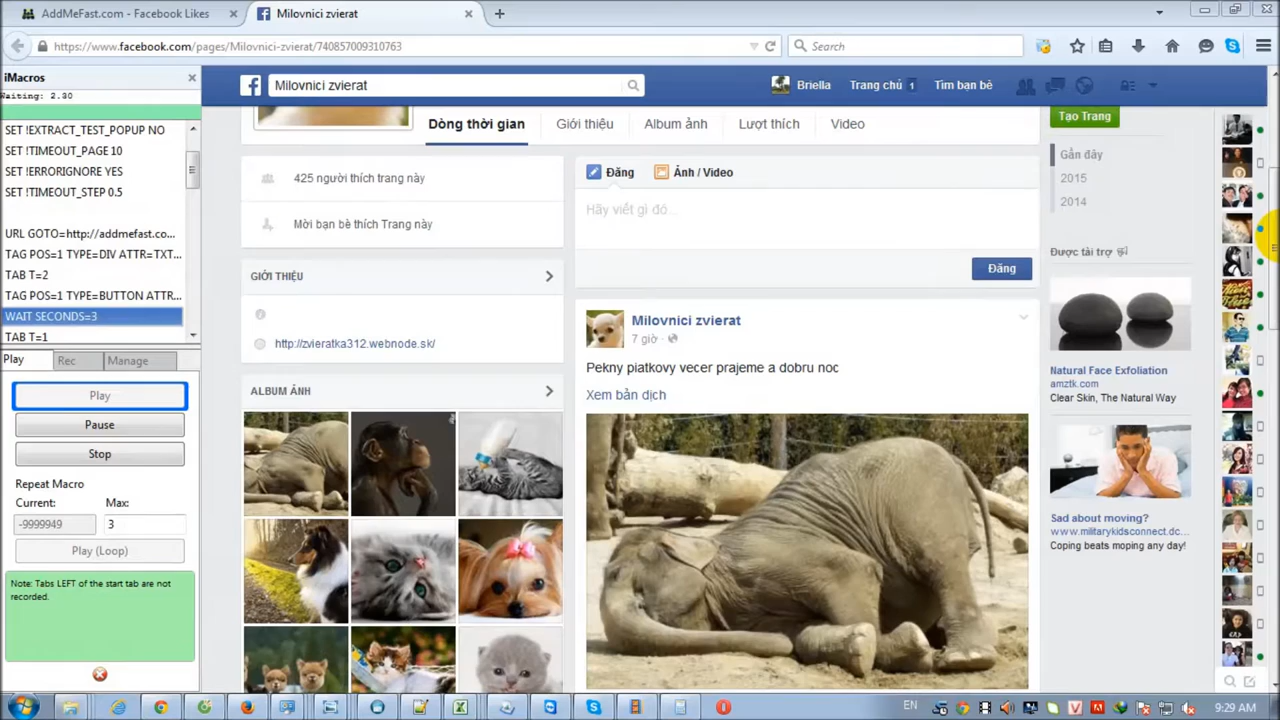 AddMeFast.com - Facebook Likes
Milovnici zvierat
https://www.facebook.com/pages/Milovnici-zvierat/740857009310763
Search
iMacros
Waiting: 2.30
SET !EXTRACT_TEST_POPUP NO
SET !TIMEOUT_PAGE 10
SET !ERRORIGNORE YES
SET !TIMEOUT_STEP 0.5
URL GOTO=http://addmefast.co...
TAG POS=1 TYPE=DIV ATTR=TXT...
TAB T=2
TAG POS=1 TYPE=BUTTON ATTR...
WAIT SECONDS=3
TAB T=1
Play
Rec
Manage
Play
Pause
Stop
Repeat Macro
Current:
Max:
-9999949
3
Play (Loop)
Note: Tabs LEFT of the start tab are not
recorded.
Milovnici zvierat
Briella
Trang chủ 1
Tìm bạn bè
Dòng thời gian
Giới thiệu
Album ảnh
Lượt thích
Video
425 người thích trang này
Mời bạn bè thích Trang này
GIỚI THIỆU
http://zvieratka312.webnode.sk/
ALBUM ẢNH
Đăng
Ảnh / Video
Hãy viết gì đó...
Đăng
Milovnici zvierat
7 giờ
Pekny piatkovy vecer prajeme a dobru noc
Xem bản dịch
Tạo Trang
Gần đây
2015
2014
Được tài trợ
Natural Face Exfoliation
amztk.com
Clear Skin, The Natural Way
Sad about moving?
www.militarykidsconnect.dc...
Coping beats moping any day!
EN
9:29 AM